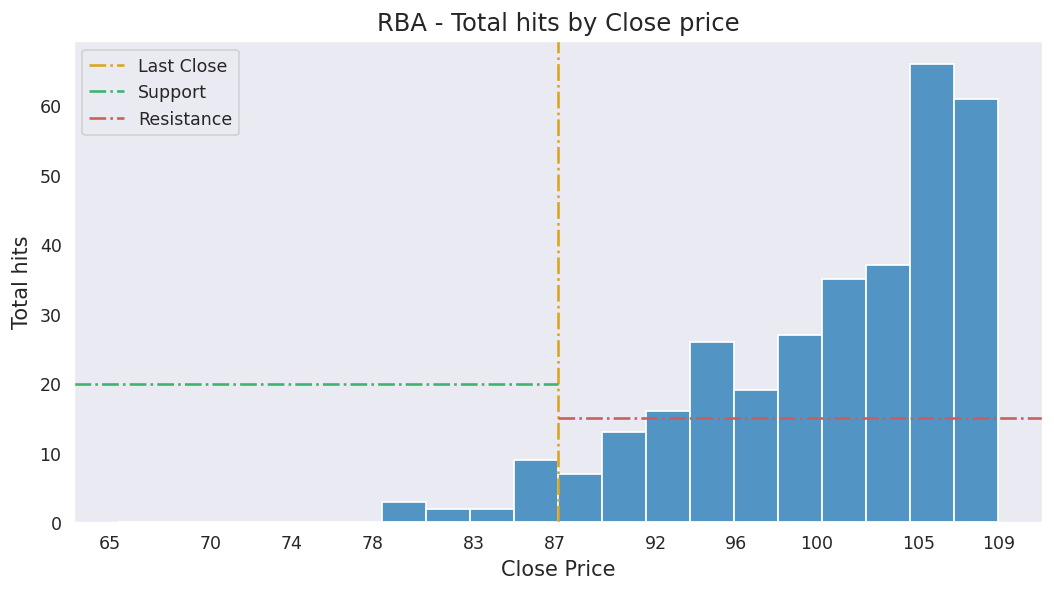 RBA - Total hits by Close price
Last Close
Support
Resistance
Total hits
60
50
40
30
20
10
0
65 70 74 78 83 87 92 96 100 105 109
Close Price